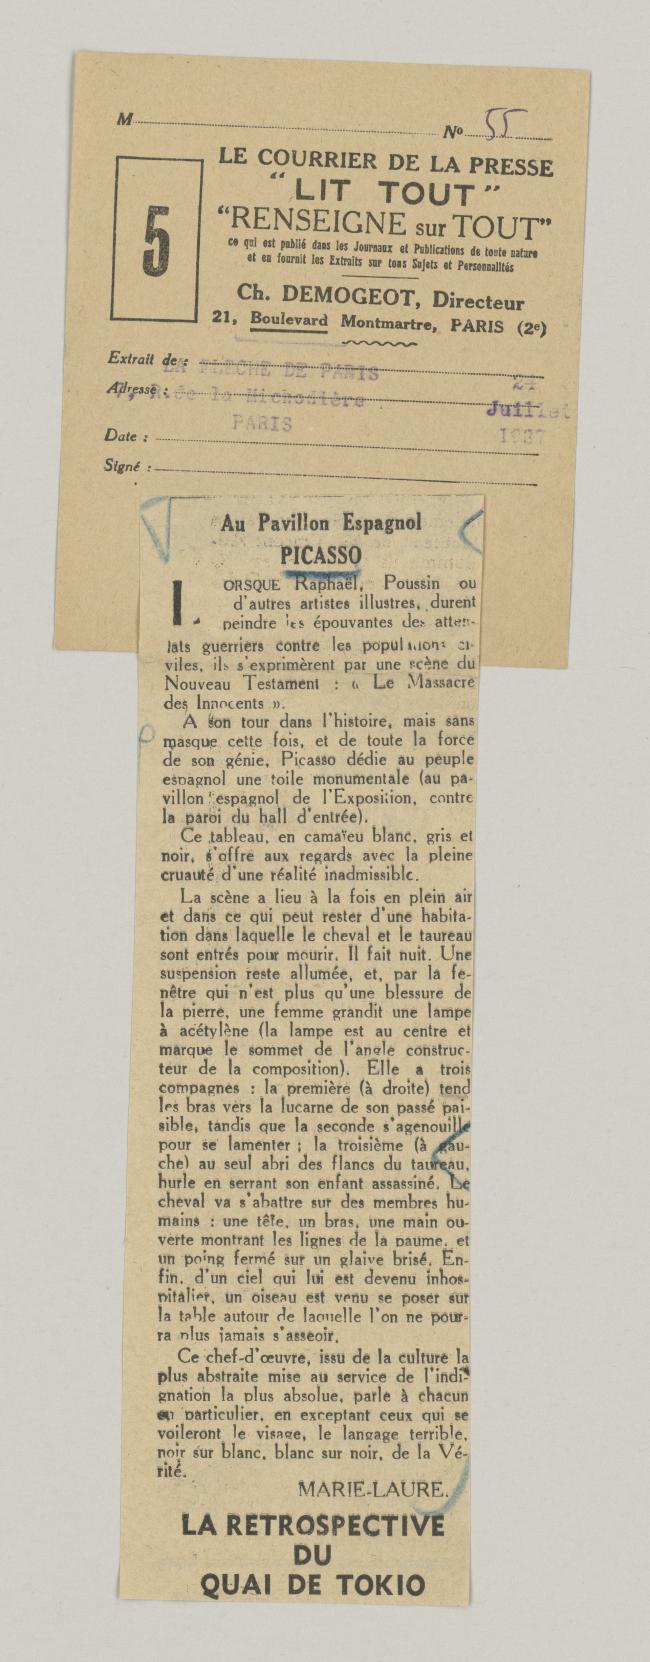 M
No 55
5
LE COURRIER DE LA PRESSE
"LIT TOUT"
"RENSEIGNE sur TOUT"
ce qui est publié dans les Journaux et Publications de toute nature
et en fournit les Extraits sur tous Sujets et Personnalités
Ch. DEMOGEOT, Directeur
21, Boulevard Montmartre, PARIS (2e)
Extrait de :
LA FLECHE DE PARIS
24
Adresse :
R.de la Michodière
Juillet
PARIS
Date :
1937
Signé :
Au Pavillon Espagnol
PICASSO
LORSQUE Raphaël, Poussin ou
d'autres artistes illustres, durent
peindre les épouvantes des atten-
tats guerriers contre les populations ci-
viles, ils s'exprimèrent par une scène du
Nouveau Testament : « Le Massacre
des Innocents ».
A son tour dans l'histoire, mais sans
masque cette fois, et de toute la force
de son génie, Picasso dédie au peuple
espagnol une toile monumentale (au pa-
villon espagnol de l'Exposition, contre
la paroi du hall d'entrée).
Ce tableau, en camaïeu blanc, gris et
noir, s'offre aux regards avec la pleine
cruauté d'une réalité inadmissible.
La scène a lieu à la fois en plein air
et dans ce qui peut rester d'une habita-
tion dans laquelle le cheval et le taureau
sont entrés pour mourir. Il fait nuit. Une
suspension reste allumée, et, par la fe-
nêtre qui n'est plus qu'une blessure de
la pierre, une femme grandit une lampe
à acétylène (la lampe est au centre et
marque le sommet de l'angle construc-
teur de la composition). Elle a trois
compagnes : la première (à droite) tend
les bras vers la lucarne de son passé pai-
sible, tandis que la seconde s'agenouille
pour se lamenter ; la troisième (à gau-
che) au seul abri des flancs du taureau,
hurle en serrant son enfant assassiné. Le
cheval va s'abattre sur des membres hu-
mains : une tête, un bras, une main ou-
verte montrant les lignes de la paume, et
un poing fermé sur un glaive brisé. En-
fin, d'un ciel qui lui est devenu inhos-
pitalier, un oiseau est venu se poser sur
la table autour de laquelle l'on ne pour-
ra plus jamais s'asseoir.
Ce chef-d'œuvre, issu de la culture la
plus abstraite mise au service de l'indi-
gnation la plus absolue, parle à chacun
en particulier, en exceptant ceux qui se
voileront le visage, le langage terrible,
noir sur blanc, blanc sur noir, de la Vé-
rité.
MARIE-LAURE.
LA RETROSPECTIVE
DU
QUAI DE TOKIO